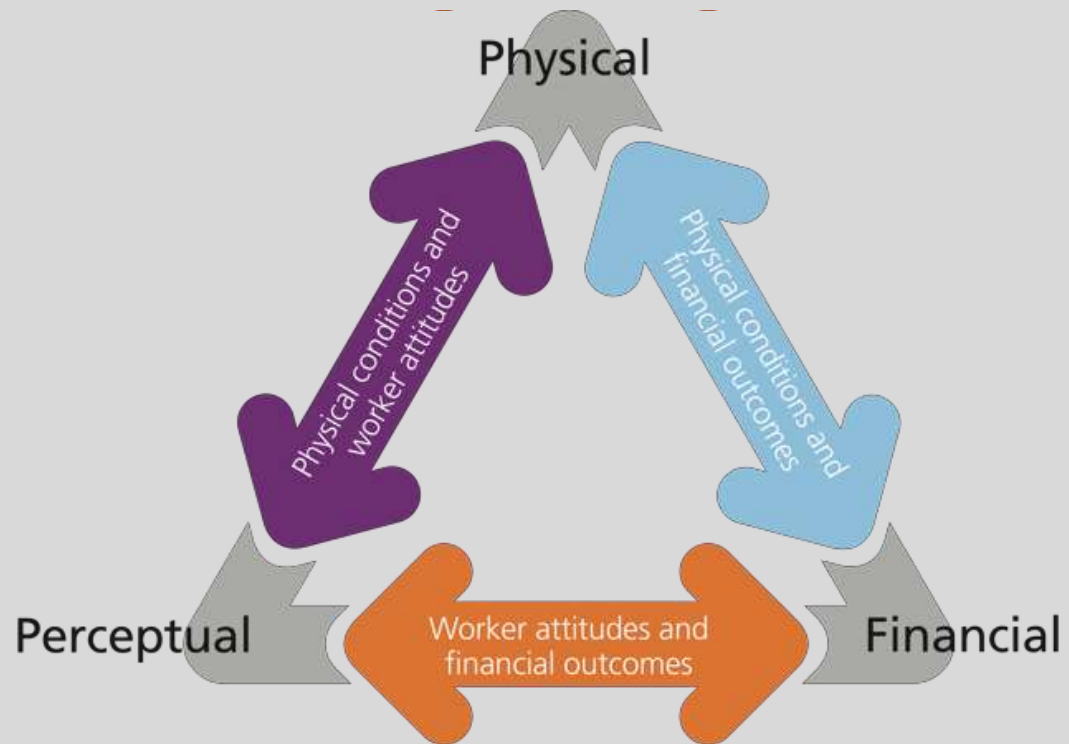 Physical
Physical conditions and
worker attitudes
Physical conditions and
financial outcomes
Perceptual
Worker attitudes and
financial outcomes
Financial